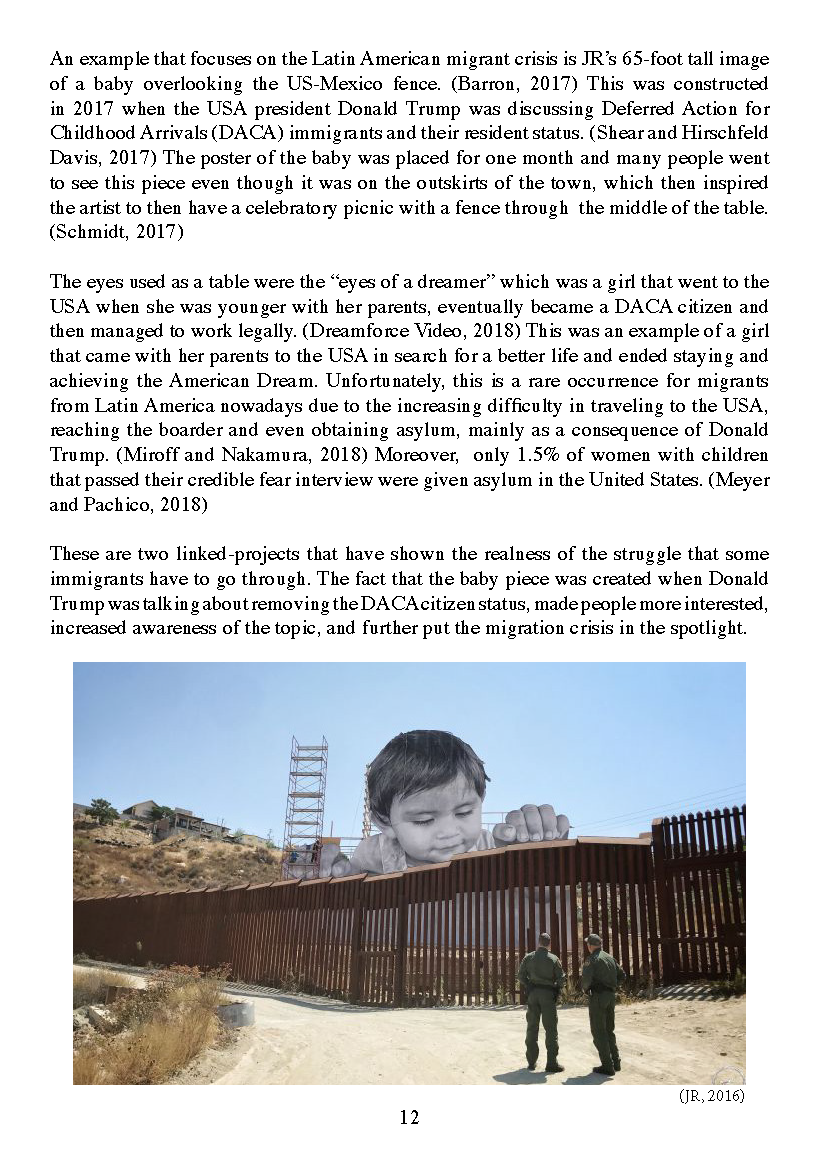 An example that focuses on the Latin American migrant crisis is JR’s 65-foot tall image
of a baby overlooking the US-Mexico fence. (Barron, 2017) This was constructed
in 2017 when the USA president Donald Trump was discussing Deferred Action for
Childhood Arrivals (DACA) immigrants and their resident status. (Shear and Hirschfeld
Davis, 2017) The poster of the baby was placed for one month and many people went
to see this piece even though it was on the outskirts of the town, which then inspired
the artist to then have a celebratory picnic with a fence through  the middle of the table.
(Schmidt, 2017)
The eyes used as a table were the “eyes of a dreamer” which was a girl that went to the
USA when she was younger with her parents, eventually became a DACA citizen and
then managed to work legally. (Dreamforce Video, 2018) This was an example of a girl
that came with her parents to the USA in search for a better life and ended staying and
achieving the American Dream. Unfortunately, this is a rare occurrence for migrants
from Latin America nowadays due to the increasing difficulty in traveling to the USA,
reaching the boarder and even obtaining asylum, mainly as a consequence of Donald
Trump. (Miroff and Nakamura, 2018) Moreover,  only 1.5% of women with children
that passed their credible fear interview were given asylum in the United States. (Meyer
and Pachico, 2018)
These are two linked-projects that have shown the realness of the struggle that some
immigrants have to go through. The fact that the baby piece was created when Donald
Trump was talking about removing the DACA citizen status, made people more interested,
increased awareness of the topic, and further put the migration crisis in the spotlight.
(JR, 2016)
12